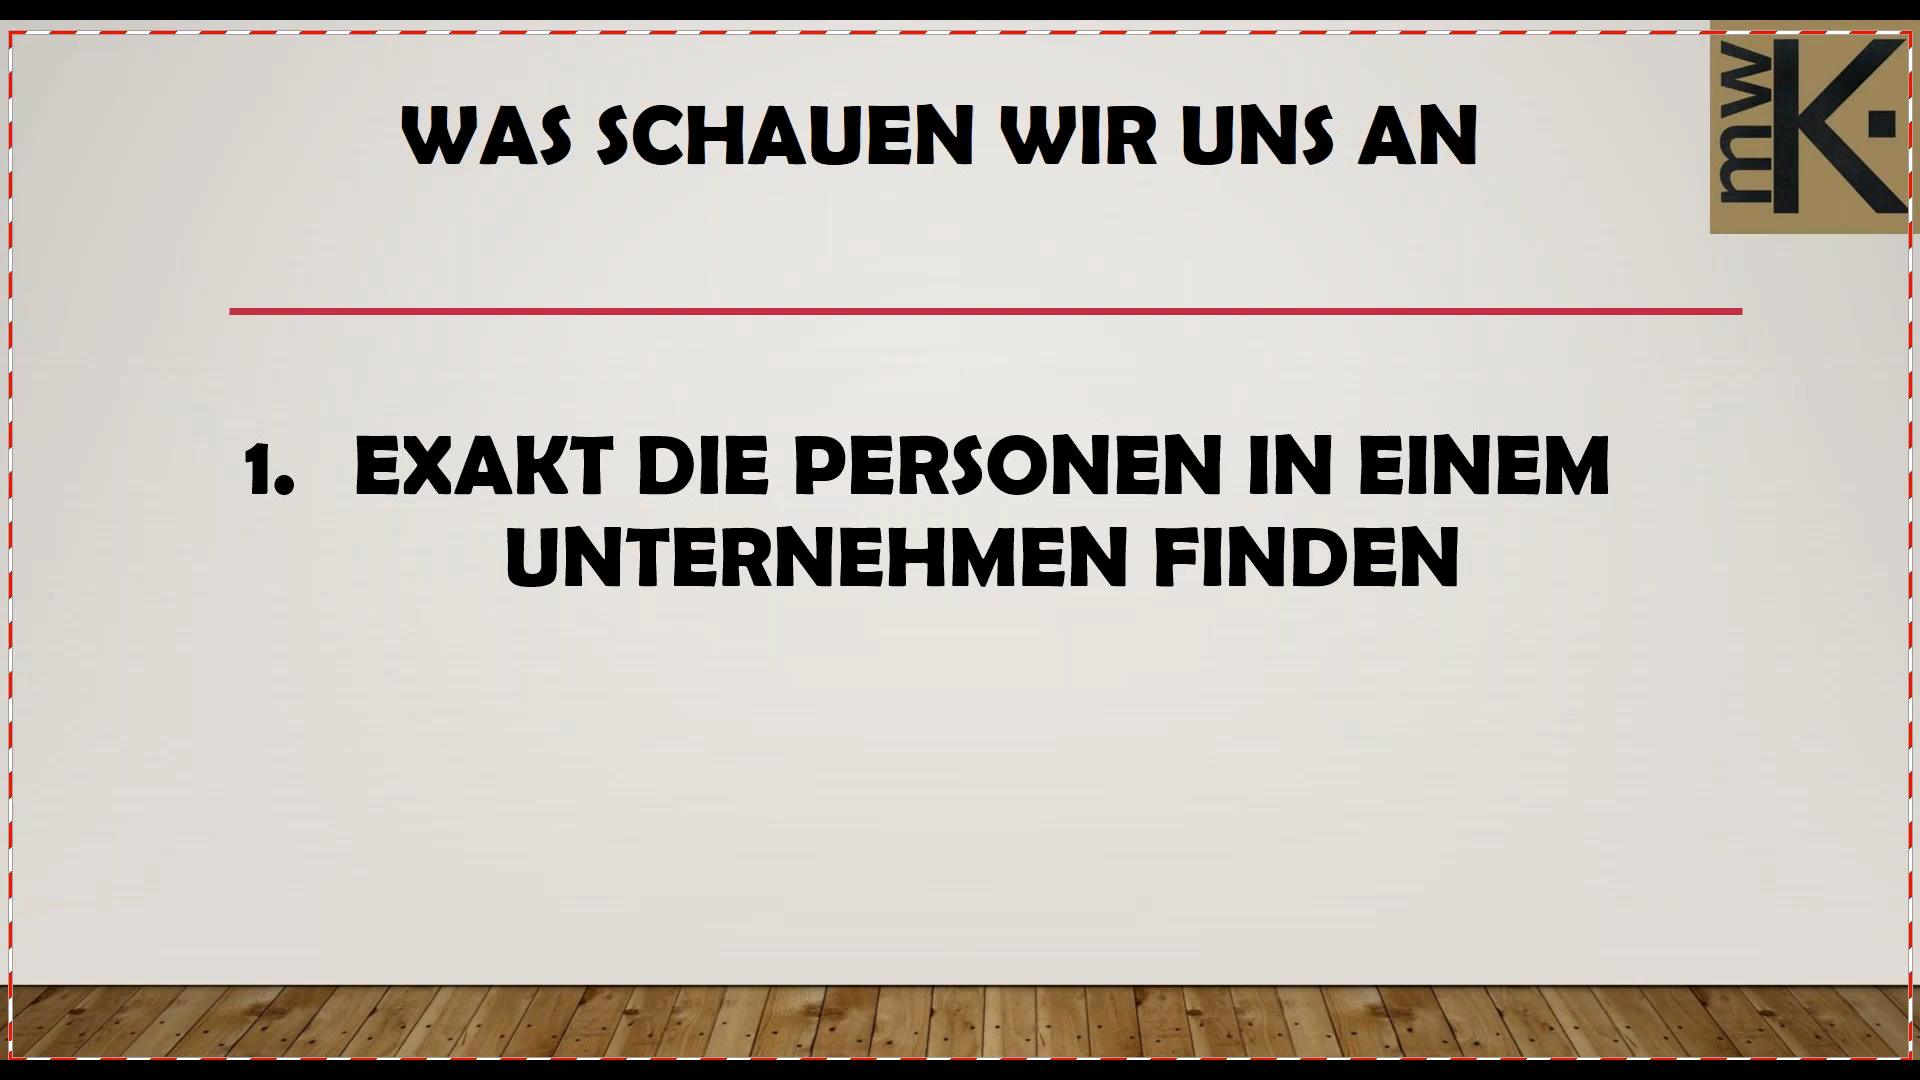 WAS SCHAUEN WIR UNS AN
mw
K.
1. EXAKT DIE PERSONEN IN EINEM
UNTERNEHMEN FINDEN